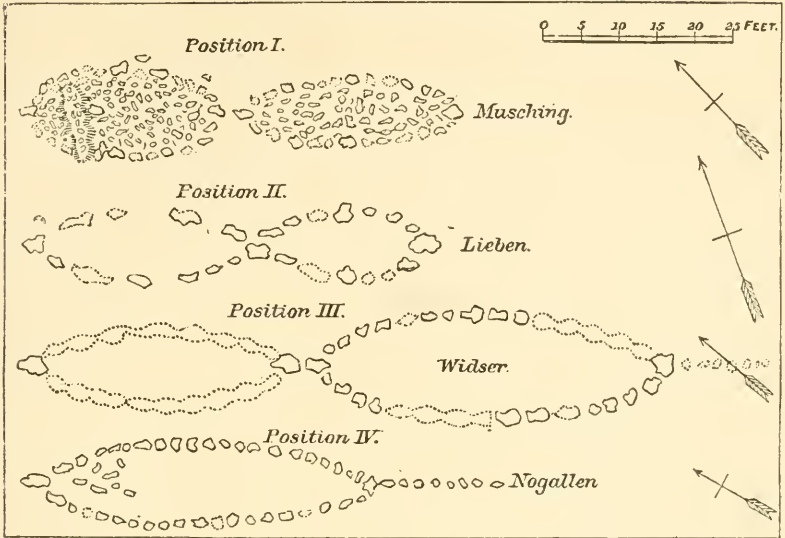 0 5 10 15 20 25 FEET.
Position I.
Musching.
Position II.
Lieben.
Position III.
Widser.
Position IV.
Nogallen